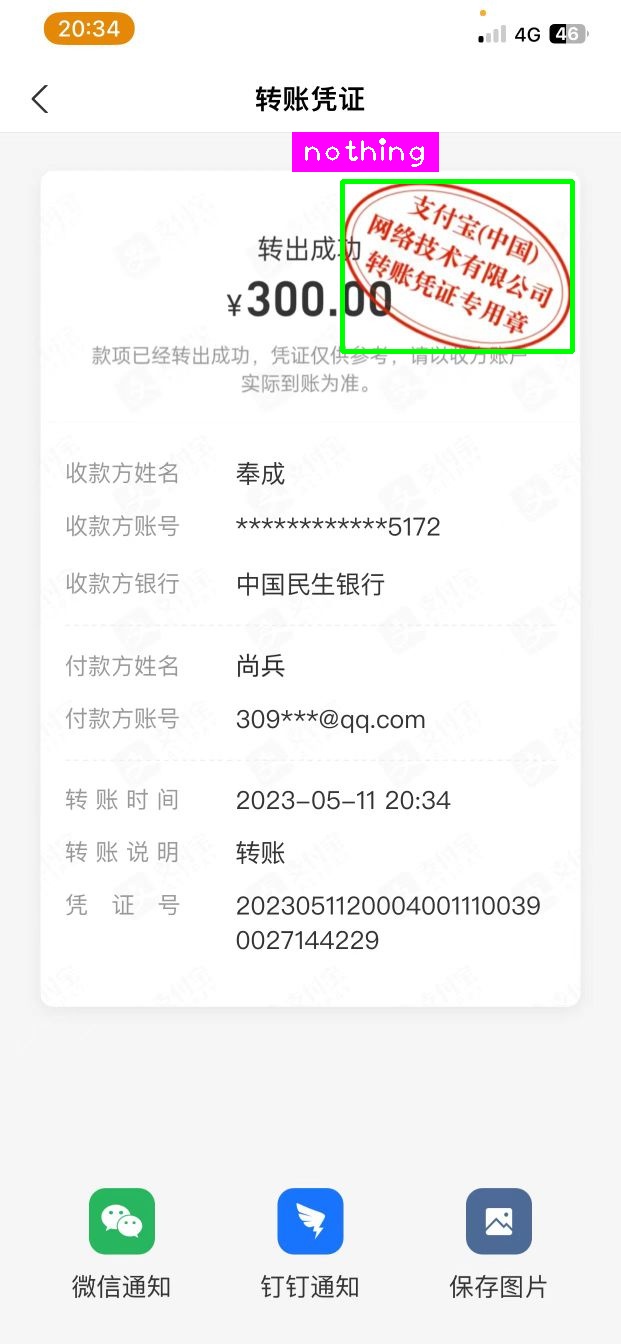 20:34
4G 46
转账凭证
nothing
支付宝(中国)
网络技术有限公司
转账凭证专用章
转出成功
¥300.00
款项已经转出成功，凭证仅供参考，请以收方账户
实际到账为准。
收款方姓名 奉成
收款方账号 ************5172
收款方银行 中国民生银行
付款方姓名 尚兵
付款方账号 309***@qq.com
转账时间 2023-05-11 20:34
转账说明 转账
凭证号 2023051120004001110039
0027144229
微信通知 钉钉通知 保存图片